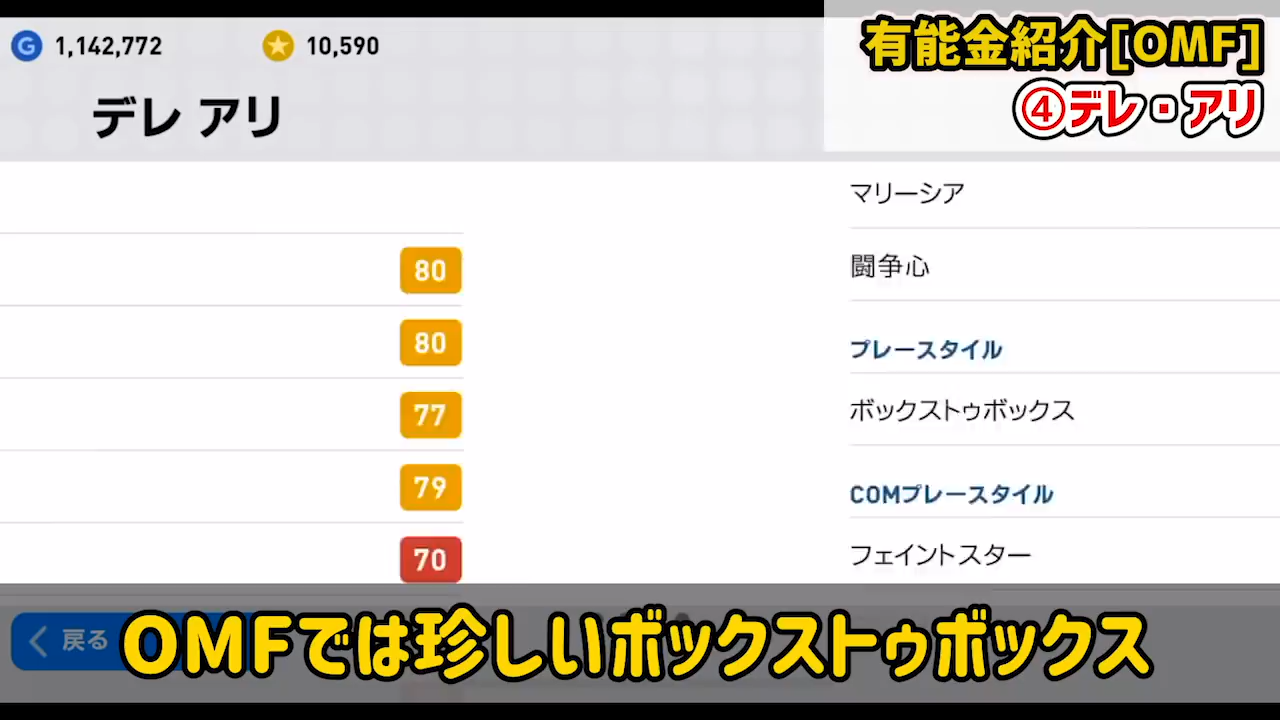 G 1,142,772 10,590
有能金紹介[OMF]
④デレ・アリ
デレ アリ
マリーシア
80
闘争心
80
プレースタイル
77
ボックストゥボックス
79
COMプレースタイル
70
フェイントスター
戻る
OMFでは珍しいボックストゥボックス